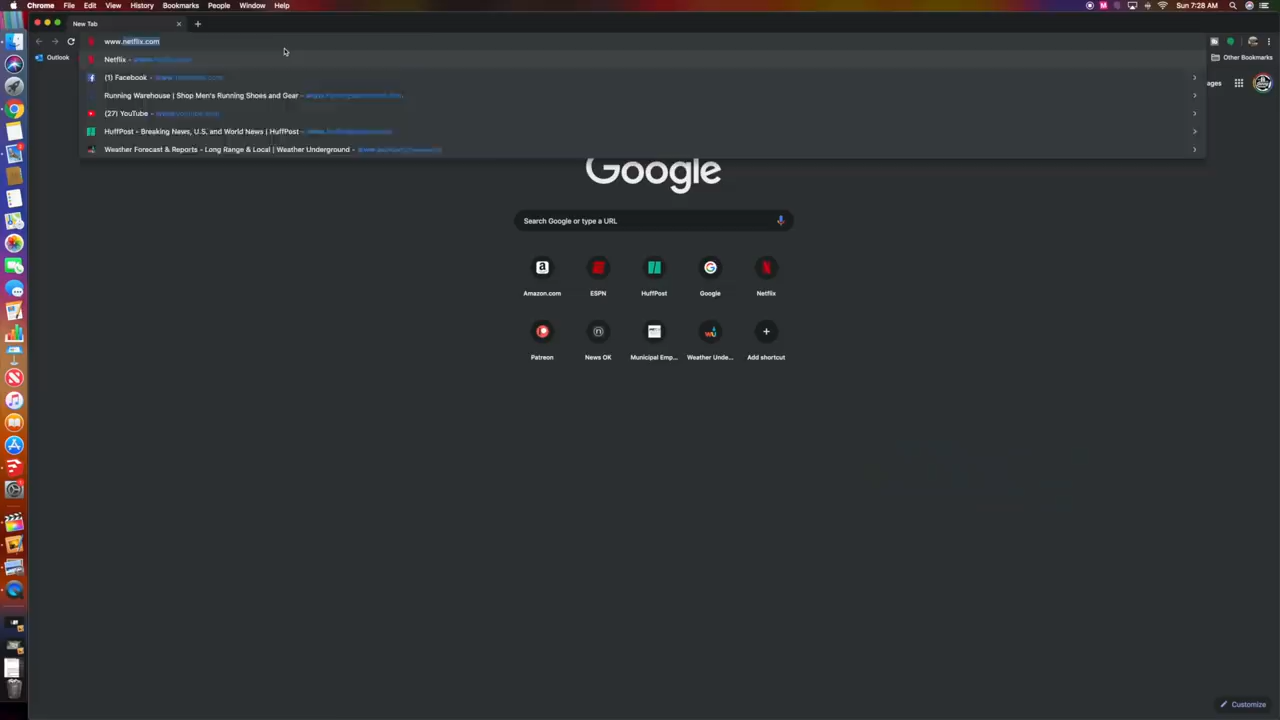 Chrome File Edit View History Bookmarks People Window Help Sun 7:28 AM
New Tab
www.netflix.com
Outlook
Other Bookmarks
Netflix -
(1) Facebook -
Running Warehouse | Shop Men's Running Shoes and Gear -
(27) YouTube -
HuffPost - Breaking News, U.S. and World News | HuffPost -
Weather Forecast & Reports - Long Range & Local | Weather Underground -
ages
Google
Search Google or type a URL
Amazon.com ESPN HuffPost Google Netflix
Patreon News OK Municipal Emp... Weather Unde... Add shortcut
Customize